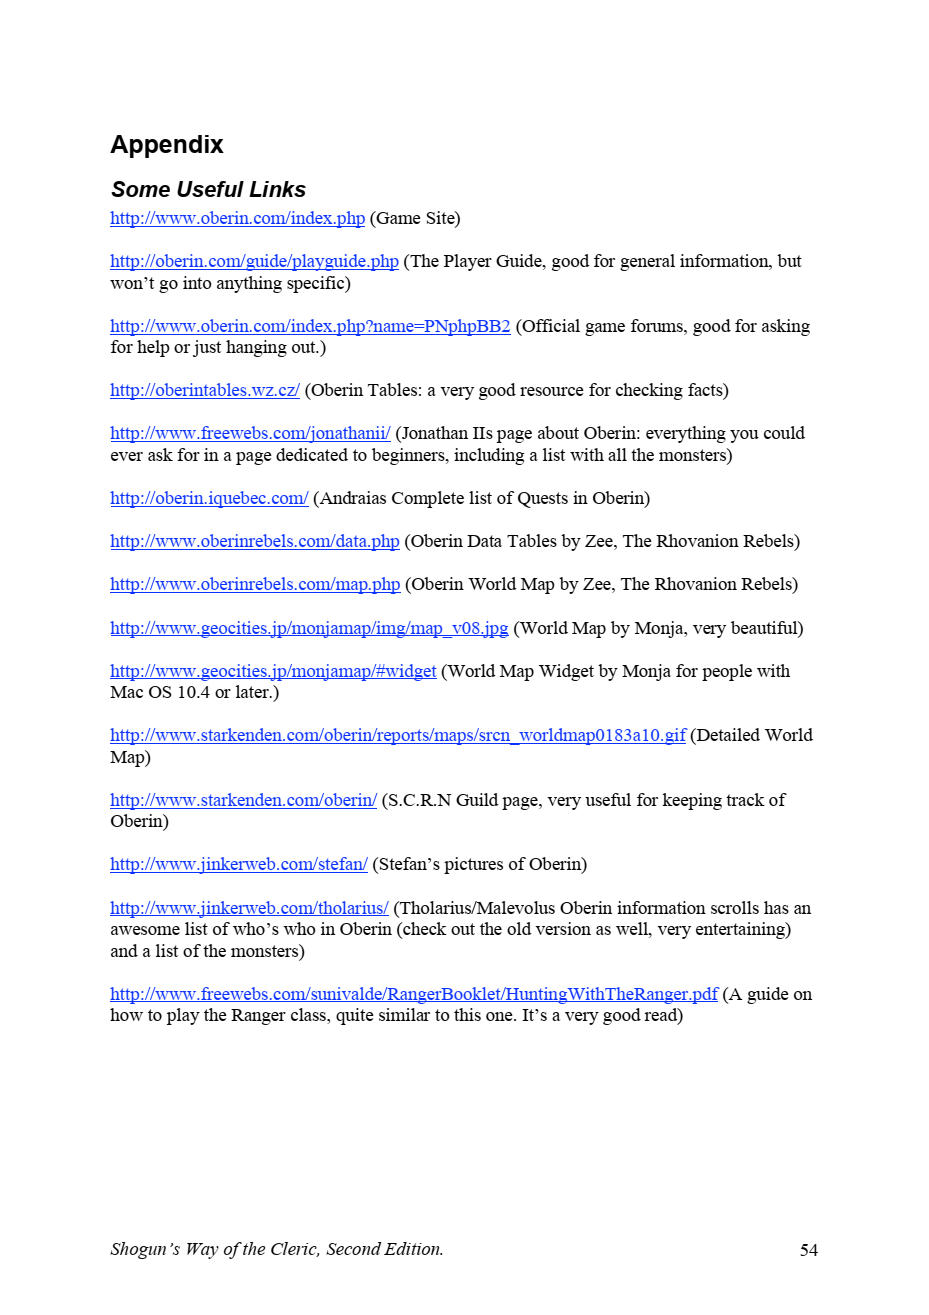 Appendix
Some Useful Links
http://www.oberin.com/index.php (Game Site)
http://oberin.com/guide/playguide.php (The Player Guide, good for general information, but
won’t go into anything specific)
http://www.oberin.com/index.php?name=PNphpBB2 (Official game forums, good for asking
for help or just hanging out.)
http://oberintables.wz.cz/ (Oberin Tables: a very good resource for checking facts)
http://www.freewebs.com/jonathanii/ (Jonathan IIs page about Oberin: everything you could
ever ask for in a page dedicated to beginners, including a list with all the monsters)
http://oberin.iquebec.com/ (Andraias Complete list of Quests in Oberin)
http://www.oberinrebels.com/data.php (Oberin Data Tables by Zee, The Rhovanion Rebels)
http://www.oberinrebels.com/map.php (Oberin World Map by Zee, The Rhovanion Rebels)
http://www.geocities.jp/monjamap/img/map_v08.jpg (World Map by Monja, very beautiful)
http://www.geocities.jp/monjamap/#widget (World Map Widget by Monja for people with
Mac OS 10.4 or later.)
http://www.starkenden.com/oberin/reports/maps/srcn_worldmap0183a10.gif (Detailed World
Map)
http://www.starkenden.com/oberin/ (S.C.R.N Guild page, very useful for keeping track of
Oberin)
http://www.jinkerweb.com/stefan/ (Stefan’s pictures of Oberin)
http://www.jinkerweb.com/tholarius/ (Tholarius/Malevolus Oberin information scrolls has an
awesome list of who’s who in Oberin (check out the old version as well, very entertaining)
and a list of the monsters)
http://www.freewebs.com/sunivalde/RangerBooklet/HuntingWithTheRanger.pdf (A guide on
how to play the Ranger class, quite similar to this one. It’s a very good read)
Shogun’s Way of the Cleric, Second Edition. 54